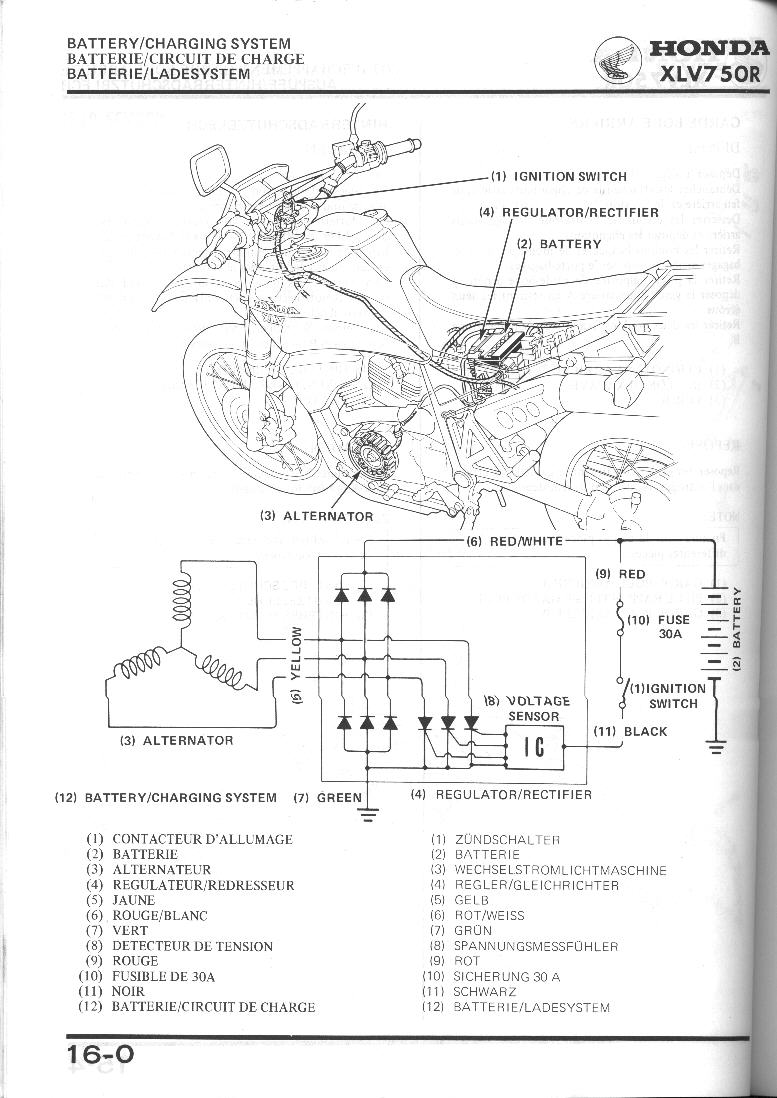 BATTERY/CHARGING SYSTEM
BATTERIE/CIRCUIT DE CHARGE
BATTERIE/LADESYSTEM
HONDA
XLV750R
(1) IGNITION SWITCH
(4) REGULATOR/RECTIFIER
(2) BATTERY
HONDA
(3) ALTERNATOR
(6) RED/WHITE
(9) RED
(10) FUSE
30A
(2) BATTERY
(5) YELLOW
(1) IGNITION
SWITCH
(8) VOLTAGE
SENSOR
IC
(11) BLACK
(3) ALTERNATOR
(12) BATTERY/CHARGING SYSTEM
(7) GREEN
(4) REGULATOR/RECTIFIER
(1) CONTACTEUR D'ALLUMAGE
(2) BATTERIE
(3) ALTERNATEUR
(4) REGULATEUR/REDRESSEUR
(5) JAUNE
(6) ROUGE/BLANC
(7) VERT
(8) DETECTEUR DE TENSION
(9) ROUGE
(10) FUSIBLE DE 30A
(11) NOIR
(12) BATTERIE/CIRCUIT DE CHARGE
(1) ZÜNDSCHALTER
(2) BATTERIE
(3) WECHSELSTROMLICHTMASCHINE
(4) REGLER/GLEICHRICHTER
(5) GELB
(6) ROT/WEISS
(7) GRÜN
(8) SPANNUNGSMESSFÜHLER
(9) ROT
(10) SICHERUNG 30 A
(11) SCHWARZ
(12) BATTERIE/LADESYSTEM
16-0